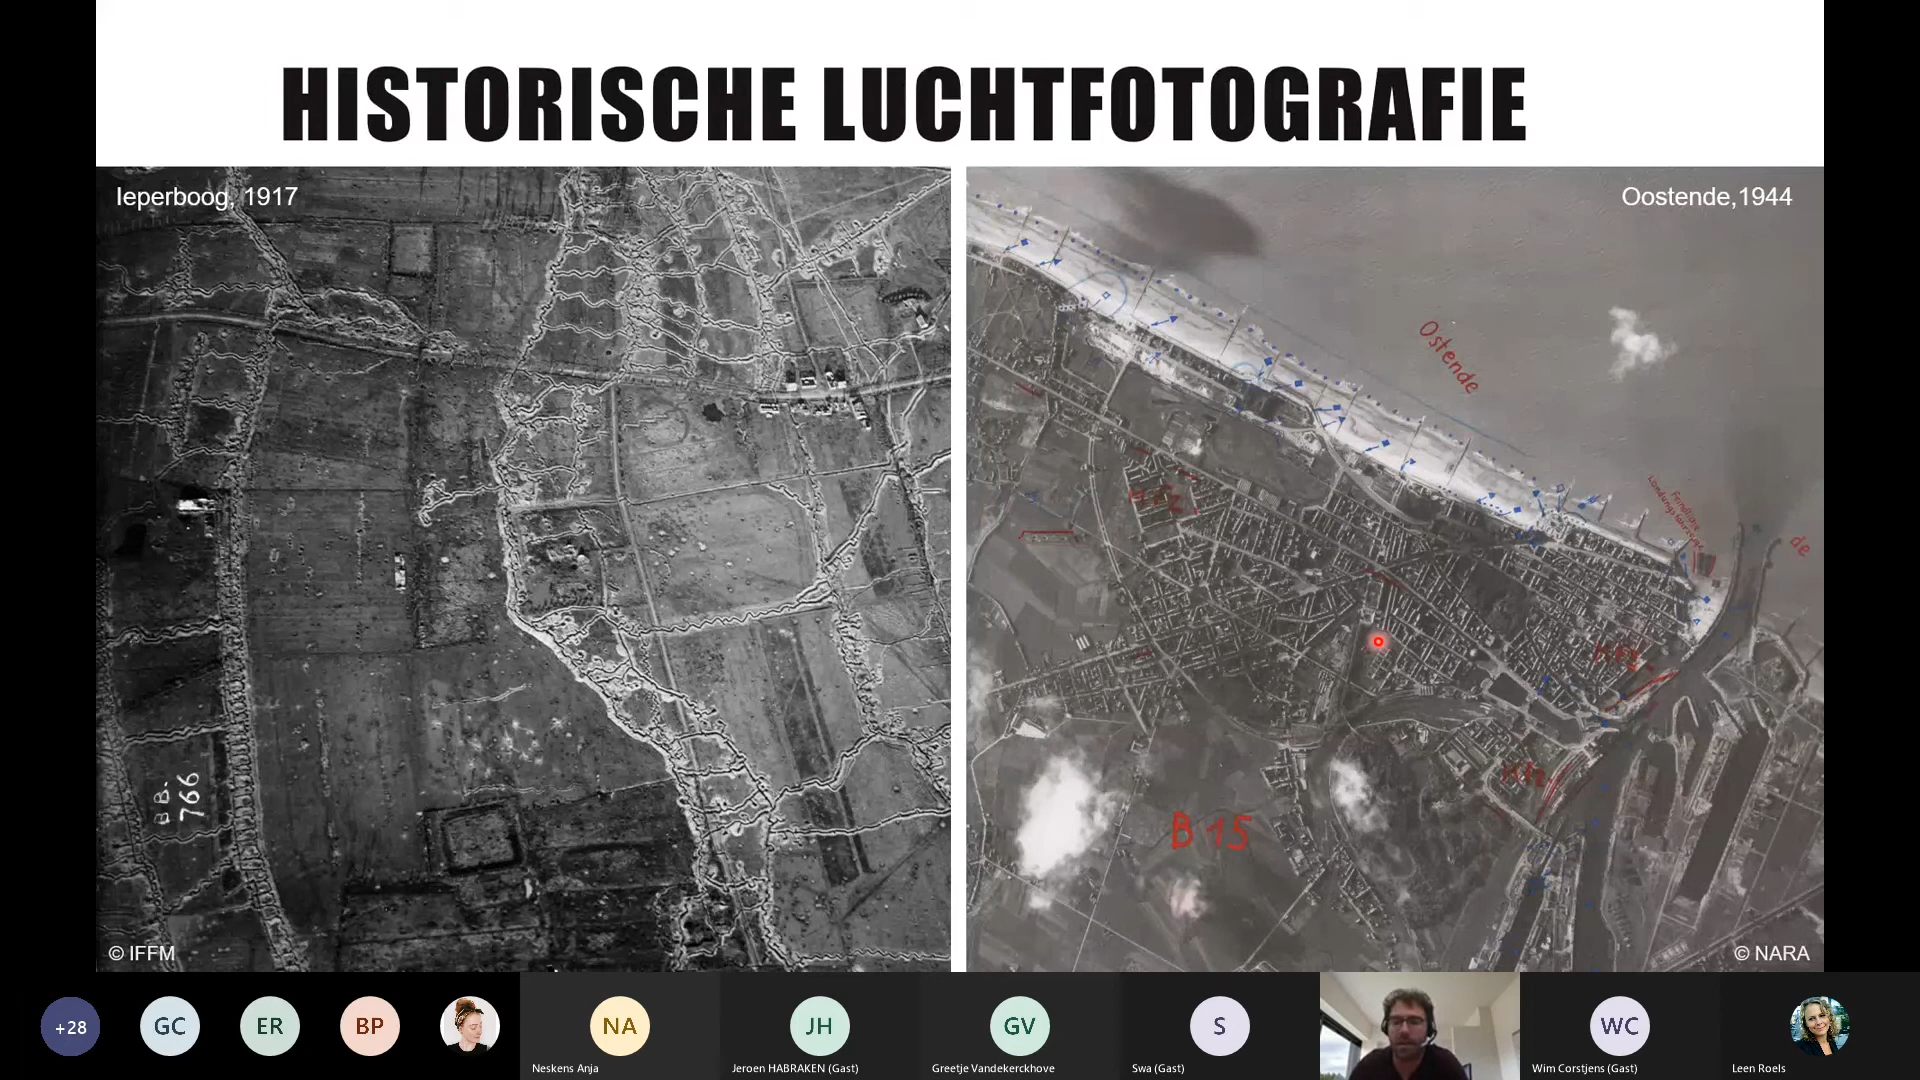 HISTORISCHE LUCHTFOTOGRAFIE
Ieperboog, 1917
Oostende,1944
Ostende
de
B 15
BB.
766
© IFFM
© NARA
+28
GC
ER
BP
NA
Neskens Anja
JH
Jeroen HABRAKEN (Gast)
GV
Greetje Vandekerckhove
S
Swa (Gast)
WC
Wim Corstjens (Gast)
Leen Roels